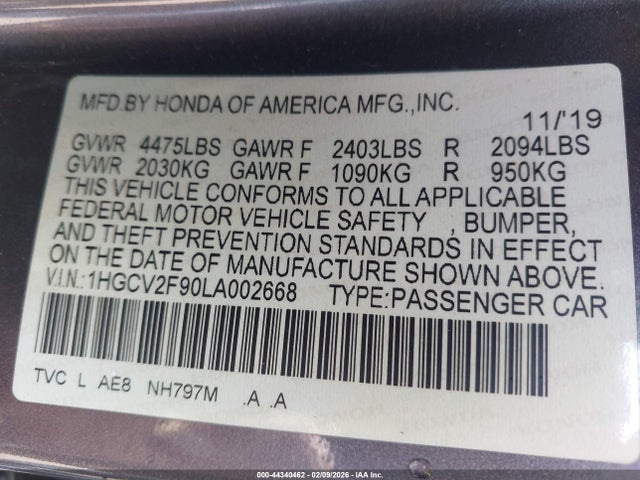 MFD.BY HONDA OF AMERICA MFG.,INC.
11/'19
GVWR 4475LBS GAWR F 2403LBS R 2094LBS
GVWR 2030KG GAWR F 1090KG R 950KG
THIS VEHICLE CONFORMS TO ALL APPLICABLE
FEDERAL MOTOR VEHICLE SAFETY , BUMPER,
AND THEFT PREVENTION STANDARDS IN EFFECT
ON THE DATE OF MANUFACTURE SHOWN ABOVE.
V.I.N.:1HGCV2F90LA002668 TYPE:PASSENGER CAR
TVC L AE8 NH797M .A .A
000-44340462 - 02/09/2026 - IAA Inc.